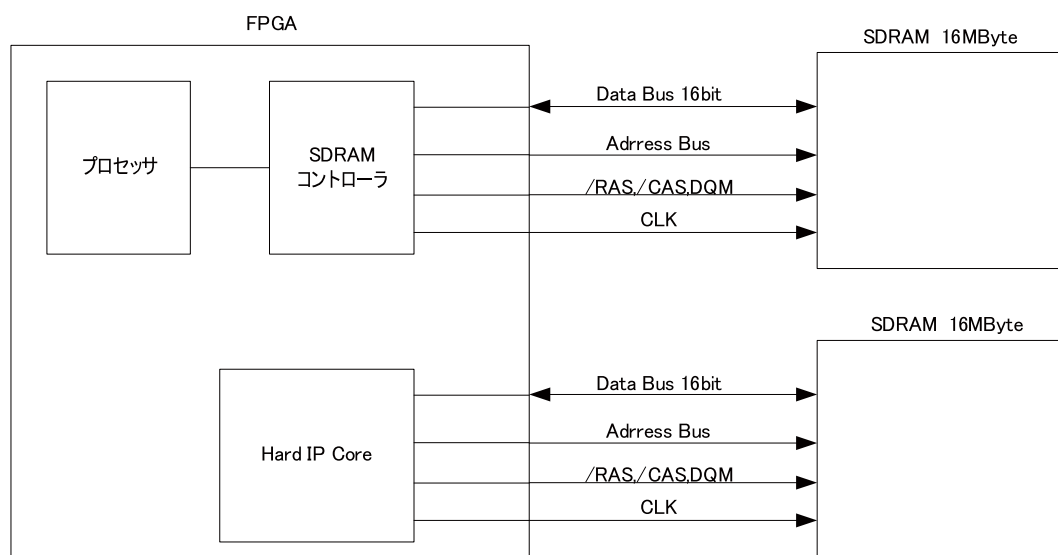 FPGA
SDRAM 16MByte
プロセッサ
SDRAM
コントローラ
Data Bus 16bit
Adrress Bus
/RAS,/CAS,DQM
CLK
SDRAM 16MByte
Hard IP Core
Data Bus 16bit
Adrress Bus
/RAS,/CAS,DQM
CLK